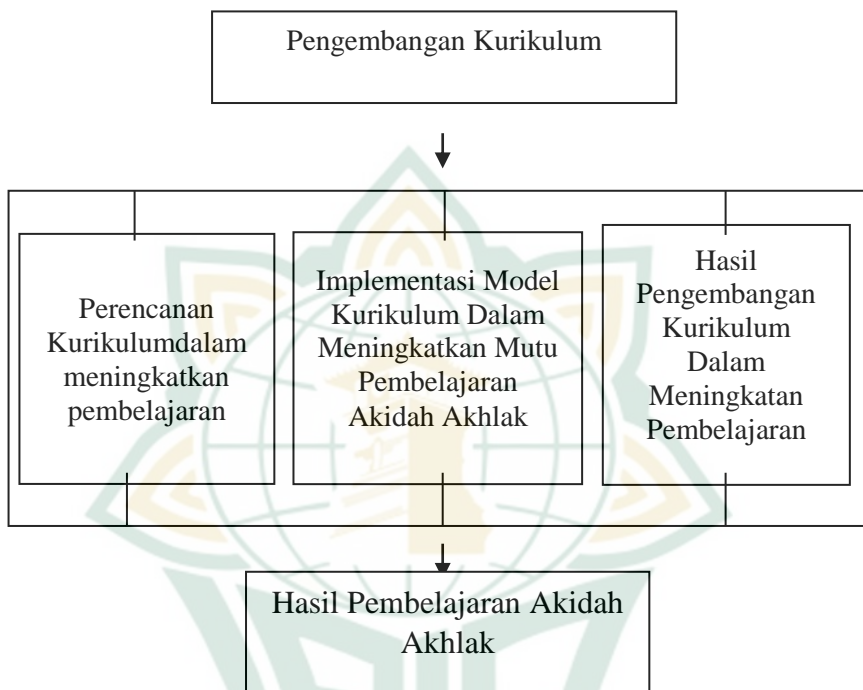 Pengembangan Kurikulum
Perencanan
Kurikulumdalam
meningkatkan
pembelajaran
Implementasi Model
Kurikulum Dalam
Meningkatkan Mutu
Pembelajaran
Akidah Akhlak
Hasil
Pengembangan
Kurikulum
Dalam
Meningkatan
Pembelajaran
Hasil Pembelajaran Akidah
Akhlak